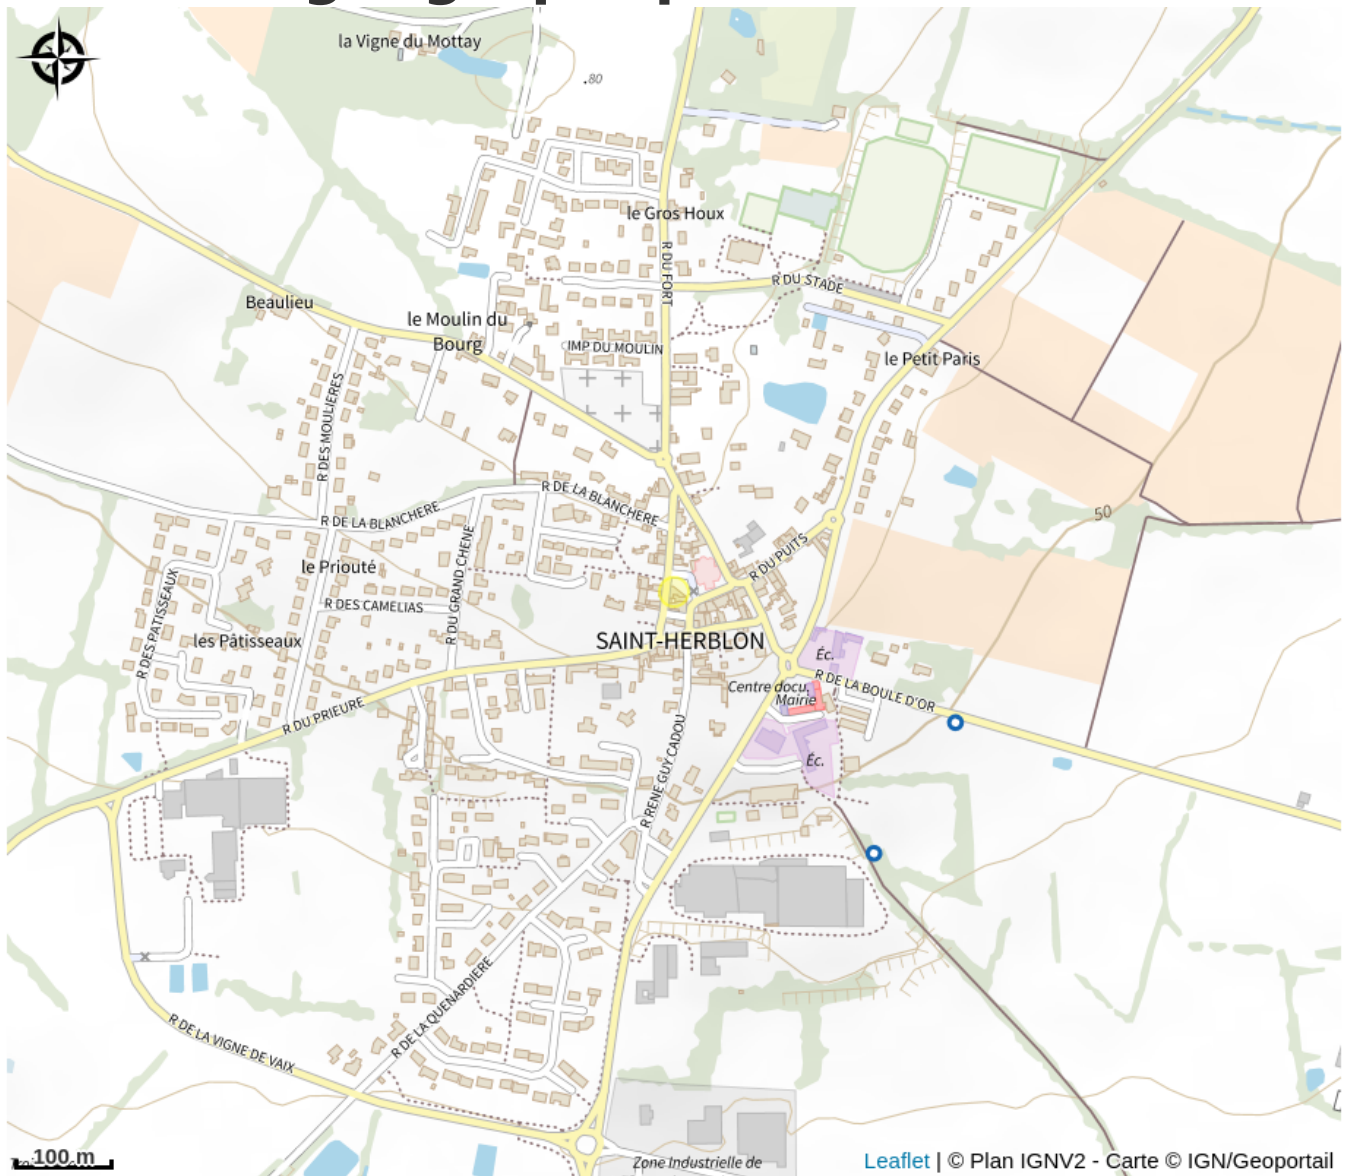 la Vigne du Mottay
80
le Gros Houx
R DU FORT
R DU STADE
Beaulieu
le Moulin du
Bourg
IMP DU MOULIN
le Petit Paris
R DES MOULIERES
R DE LA BLANCHERE
R DE LA BLANCHERE
50
R DU GRAND CHENE
R DU PUITS
le Priouté
R DES CAMELIAS
R DES PATISSEAUX
les Pâtisseaux
SAINT-HERBLON
Éc.
R DE LA BOULE D'OR
Centre docu.
Mairie
R DU PRIEURE
R RENE GUY CADOU
Éc.
R DE LA QUENARDIERE
R DE LA VIGNE DE VAIX
100 m
Zone Industrielle de
Leaflet | © Plan IGNV2 - Carte © IGN/Geoportail